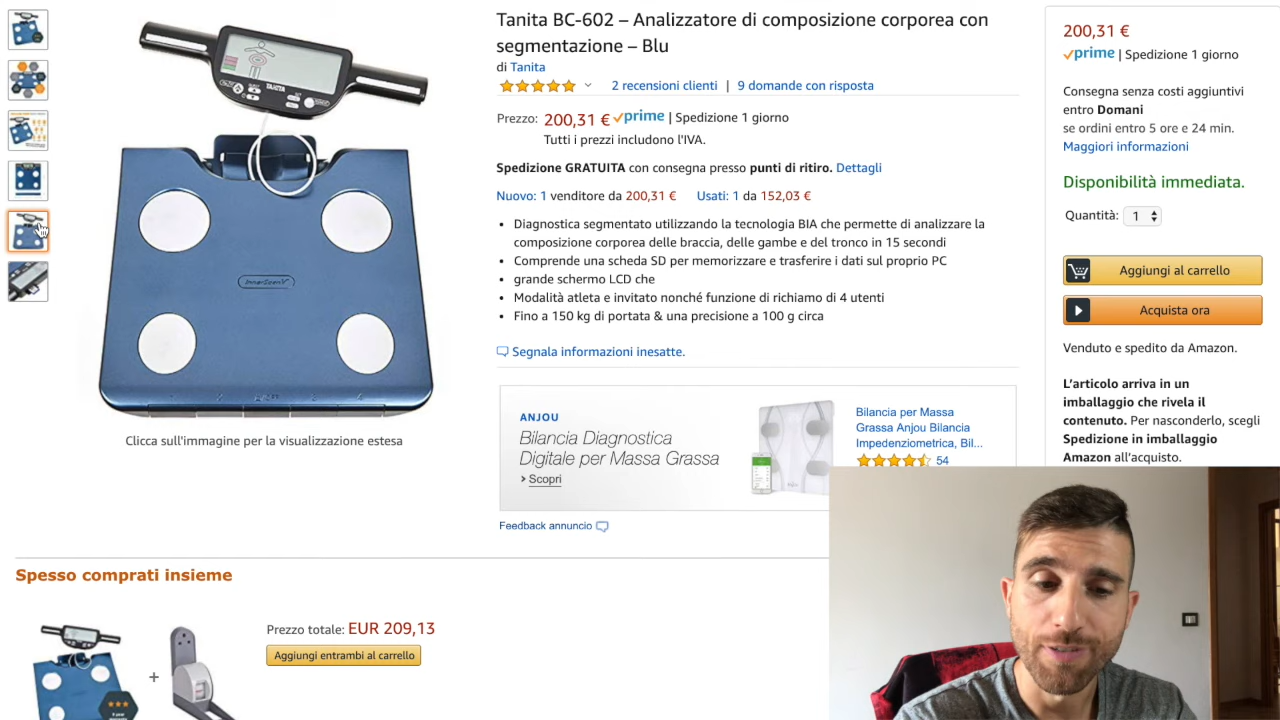 Tanita BC-602 – Analizzatore di composizione corporea con
segmentazione – Blu
di Tanita
2 recensioni clienti | 9 domande con risposta
Prezzo: 200,31 € prime | Spedizione 1 giorno
Tutti i prezzi includono l'IVA.
Spedizione GRATUITA con consegna presso punti di ritiro. Dettagli
Nuovo: 1 venditore da 200,31 € Usati: 1 da 152,03 €
Diagnostica segmentato utilizzando la tecnologia BIA che permette di analizzare la
composizione corporea delle braccia, delle gambe e del tronco in 15 secondi
Comprende una scheda SD per memorizzare e trasferire i dati sul proprio PC
grande schermo LCD che
Modalità atleta e invitato nonché funzione di richiamo di 4 utenti
Fino a 150 kg di portata & una precisione a 100 g circa
Segnala informazioni inesatte.
TANITA
InnerScan V
Clicca sull'immagine per la visualizzazione estesa
ANJOU
Bilancia Diagnostica
Digitale per Massa Grassa
› Scopri
Bilancia per Massa
Grassa Anjou Bilancia
Impedenziometrica, Bil...
54
Feedback annuncio
200,31 €
prime | Spedizione 1 giorno
Consegna senza costi aggiuntivi
entro Domani
se ordini entro 5 ore e 24 min.
Maggiori informazioni
Disponibilità immediata.
Quantità: 1
Aggiungi al carrello
Acquista ora
Venduto e spedito da Amazon.
L'articolo arriva in un
imballaggio che rivela il
contenuto. Per nasconderlo, scegli
Spedizione in imballaggio
Amazon all'acquisto.
Spesso comprati insieme
Prezzo totale: EUR 209,13
Aggiungi entrambi al carrello
+